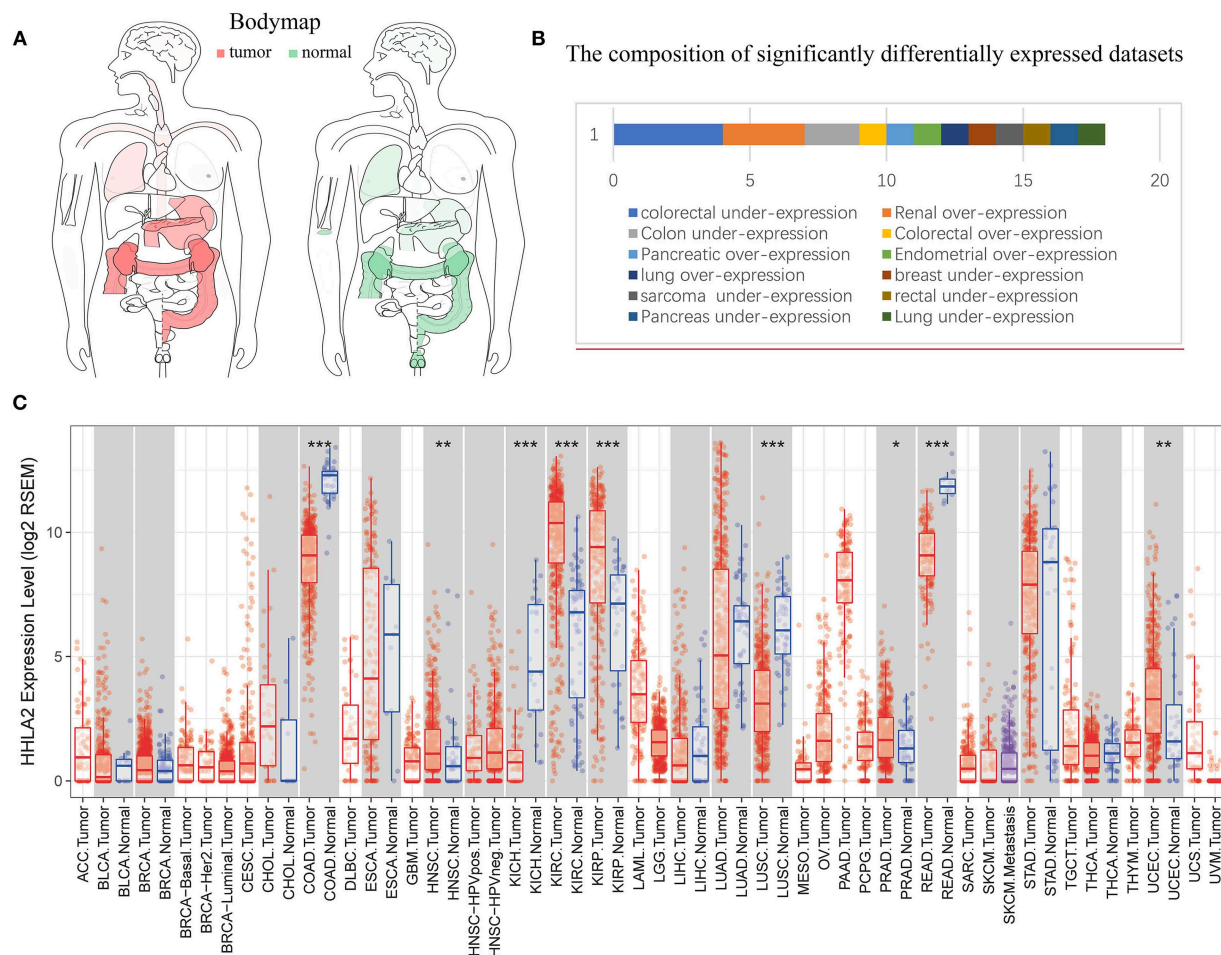 A
Bodymap
tumor normal
B
The composition of significantly differentially expressed datasets
1
0 5 10 15 20
colorectal under-expression Renal over-expression
Colon under-expression Colorectal over-expression
Pancreatic over-expression Endometrial over-expression
lung over-expression breast under-expression
sarcoma under-expression rectal under-expression
Pancreas under-expression Lung under-expression
C
*** ** *** *** *** *** * *** **
HHLA2 Expression Level (log2 RSEM)
10
5
0
ACC.Tumor
BLCA.Tumor
BLCA.Normal
BRCA.Tumor
BRCA.Normal
BRCA-Basal.Tumor
BRCA-Her2.Tumor
BRCA-Luminal.Tumor
CESC.Tumor
CHOL.Tumor
CHOL.Normal
COAD.Tumor
COAD.Normal
DLBC.Tumor
ESCA.Tumor
ESCA.Normal
GBM.Tumor
HNSC.Tumor
HNSC.Normal
HNSC-HPVpos.Tumor
HNSC-HPVneg.Tumor
KICH.Tumor
KICH.Normal
KIRC.Tumor
KIRC.Normal
KIRP.Tumor
KIRP.Normal
LAML.Tumor
LGG.Tumor
LIHC.Tumor
LIHC.Normal
LUAD.Tumor
LUAD.Normal
LUSC.Tumor
LUSC.Normal
MESO.Tumor
OV.Tumor
PAAD.Tumor
PCPG.Tumor
PRAD.Tumor
PRAD.Normal
READ.Tumor
READ.Normal
SARC.Tumor
SKCM.Tumor
SKCM.Metastasis
STAD.Tumor
STAD.Normal
TGCT.Tumor
THCA.Tumor
THCA.Normal
THYM.Tumor
UCEC.Tumor
UCEC.Normal
UCS.Tumor
UVM.Tumor